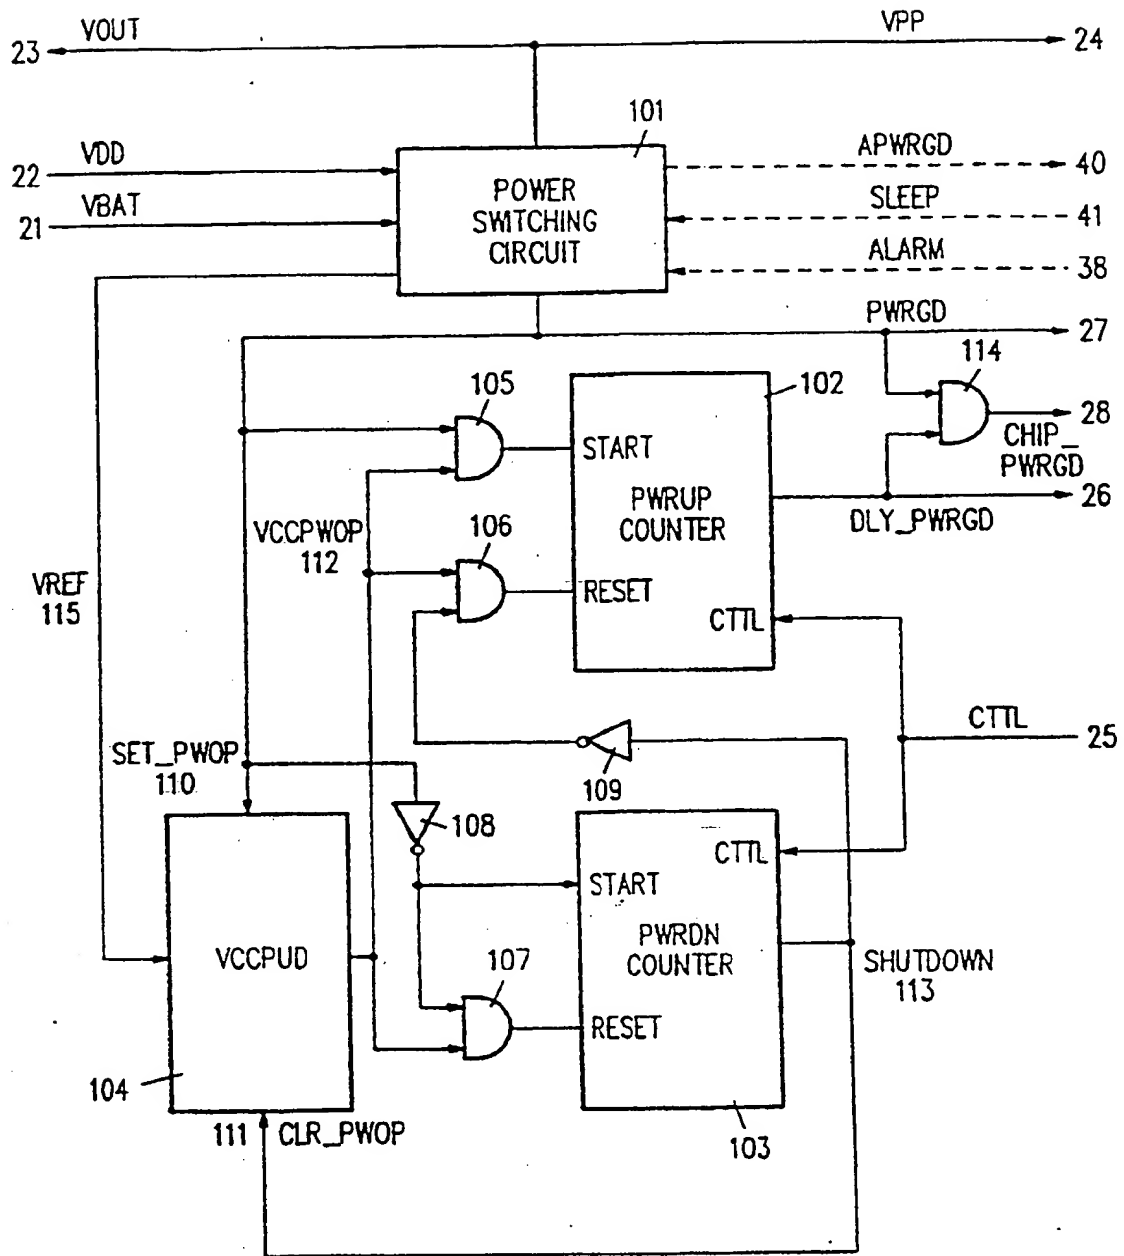 VOUT
VPP
23
24
101
VDD
APWRGD
22
40
POWER
SWITCHING
CIRCUIT
VBAT
SLEEP
21
41
ALARM
38
PWRGD
27
114
105
102
28
CHIP_
PWRGD
START
PWRUP
COUNTER
26
DLY_PWRGD
VCCPWOP
112
106
VREF
115
RESET
CTTL
CTTL
25
SET_PWOP
110
109
108
CTTL
START
VCCPUD
PWRDN
COUNTER
SHUTDOWN
113
107
RESET
104
111
CLR_PWOP
103